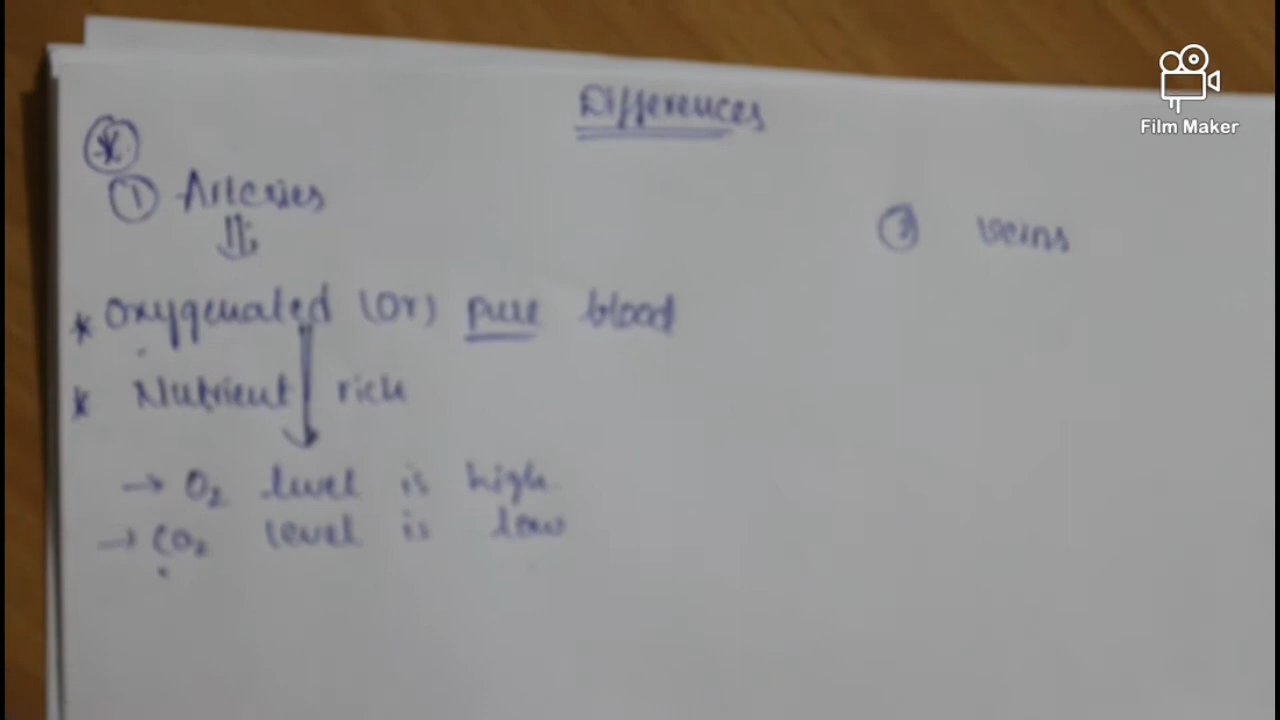 Differences
① Arteries
② veins
* Oxygenated (or) pure blood
* Nutrient rich
→ O₂ level is high
→ CO₂ level is low
Film Maker